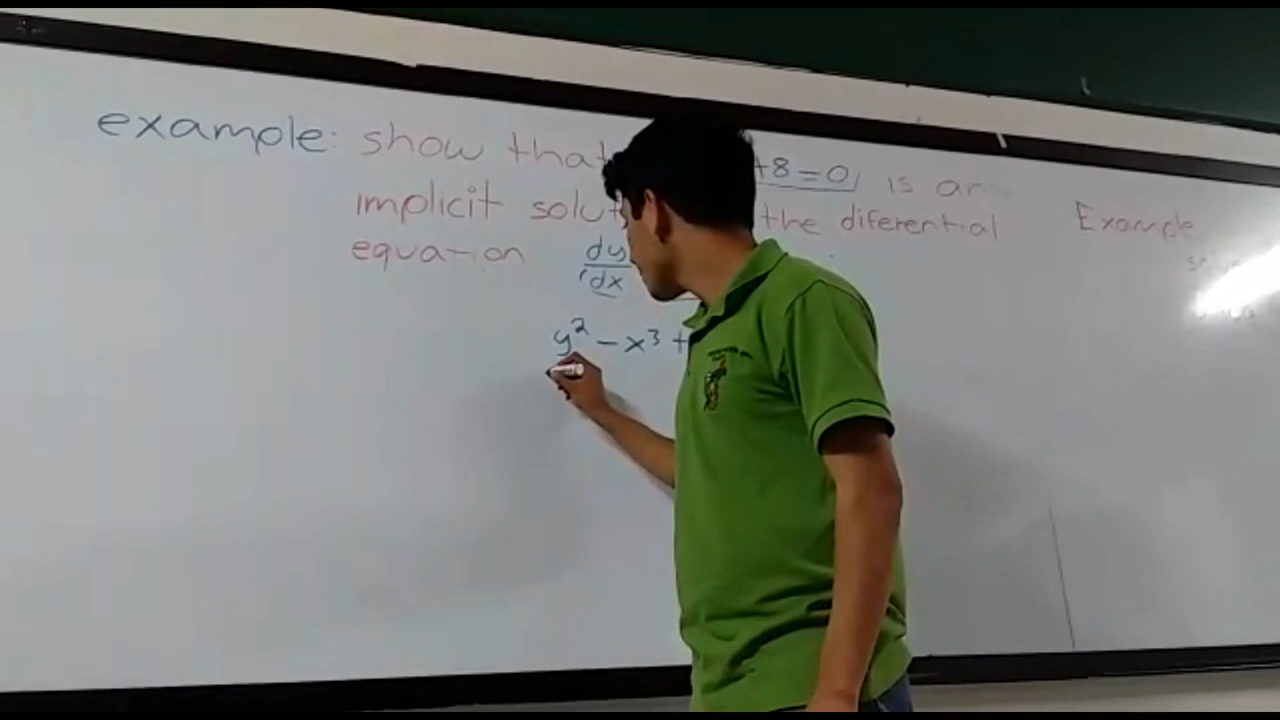 example: show that +8=0, is an
implicit solut the diferential
equation dy
dx
y² - x³ +
Example